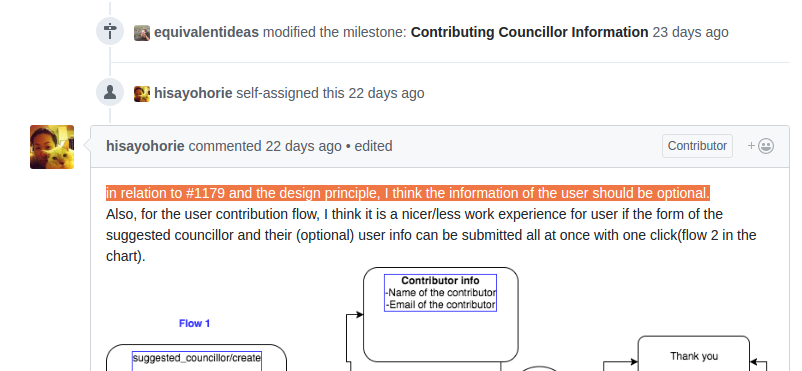 equivalentideas modified the milestone: Contributing Councillor Information 23 days ago
hisayohorie self-assigned this 22 days ago
hisayohorie commented 22 days ago • edited
Contributor
+
in relation to #1179 and the design principle, I think the information of the user should be optional.
Also, for the user contribution flow, I think it is a nicer/less work experience for user if the form of the
suggested councillor and their (optional) user info can be submitted all at once with one click(flow 2 in the
chart).
Contributor info
-Name of the contributor
-Email of the contributor
Flow 1
suggested_councillor/create
Thank you